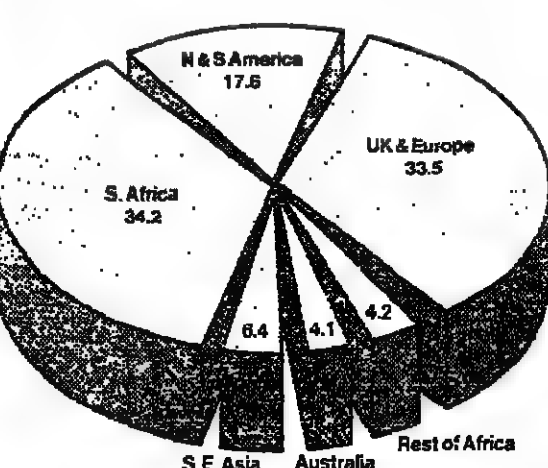 N & S America
17.6
UK & Europe
33.5
S. Africa
34.2
6.4
4.1
4.2
S.E. Asia
Australia
Rest of Africa